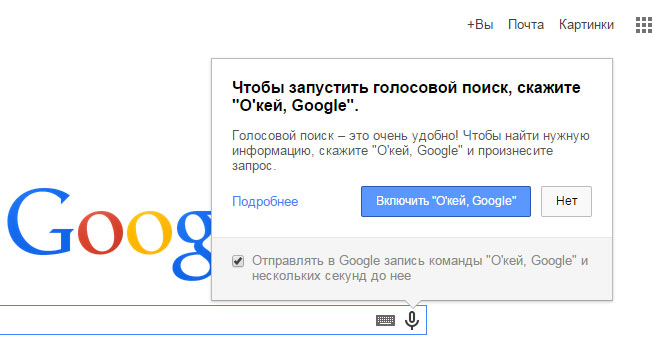 +Вы Почта Картинки
Чтобы запустить голосовой поиск, скажите
"О'кей, Google".
Голосовой поиск – это очень удобно! Чтобы найти нужную
информацию, скажите "О'кей, Google" и произнесите
запрос.
Подробнее Включить "О'кей, Google" Нет
Googl
Отправлять в Google запись команды "О'кей, Google" и
нескольких секунд до нее